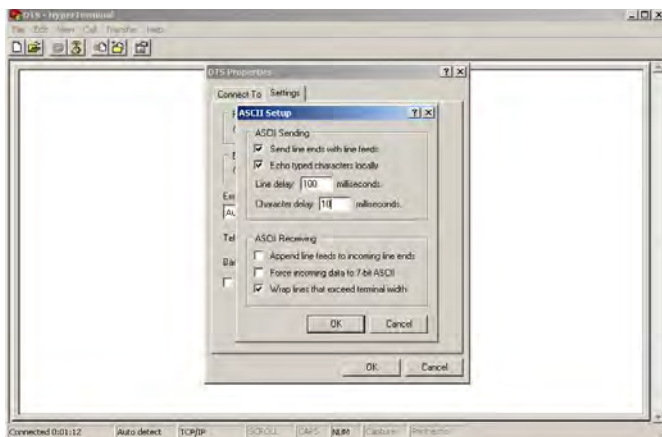 DTS - HyperTerminal
File Edit View Call Transfer Help
DTS Properties
Connect To Settings
ASCII Setup
ASCII Sending
Send line ends with line feeds
Echo typed characters locally
Line delay: 100 milliseconds.
Character delay: 10 milliseconds.
ASCII Receiving
Append line feeds to incoming line ends
Force incoming data to 7-bit ASCII
Wrap lines that exceed terminal width
OK Cancel
OK Cancel
Connected 0:01:12 Auto detect TCP/IP SCROLL CAPS NUM Capture Print echo